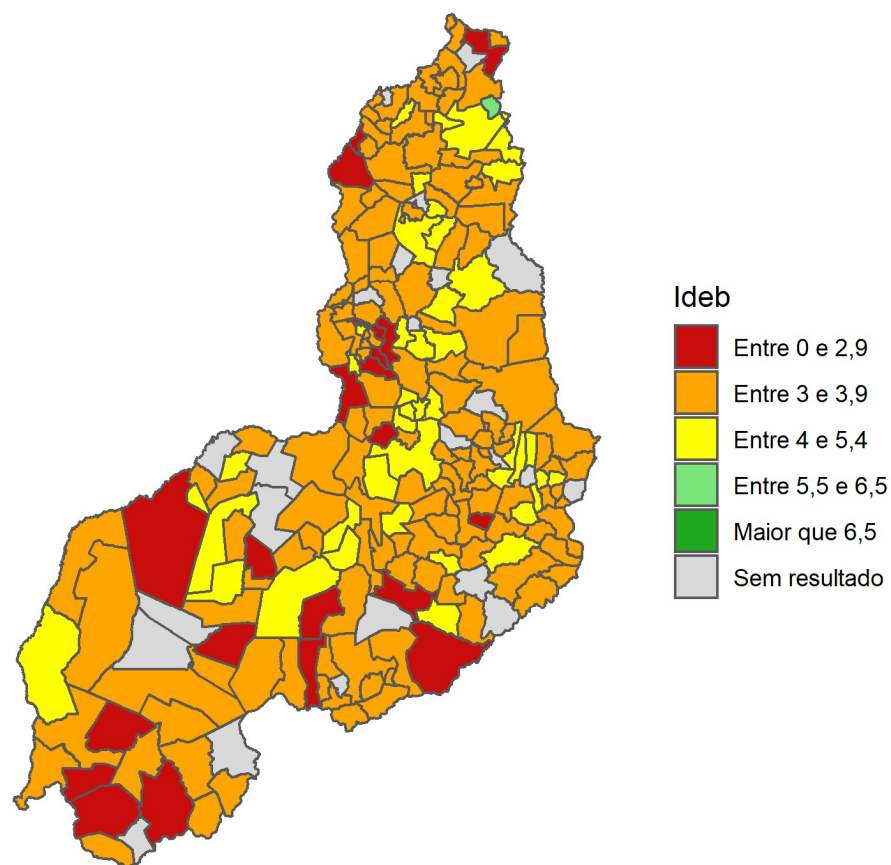 Ideb
Entre 0 e 2,9
Entre 3 e 3,9
Entre 4 e 5,4
Entre 5,5 e 6,5
Maior que 6,5
Sem resultado